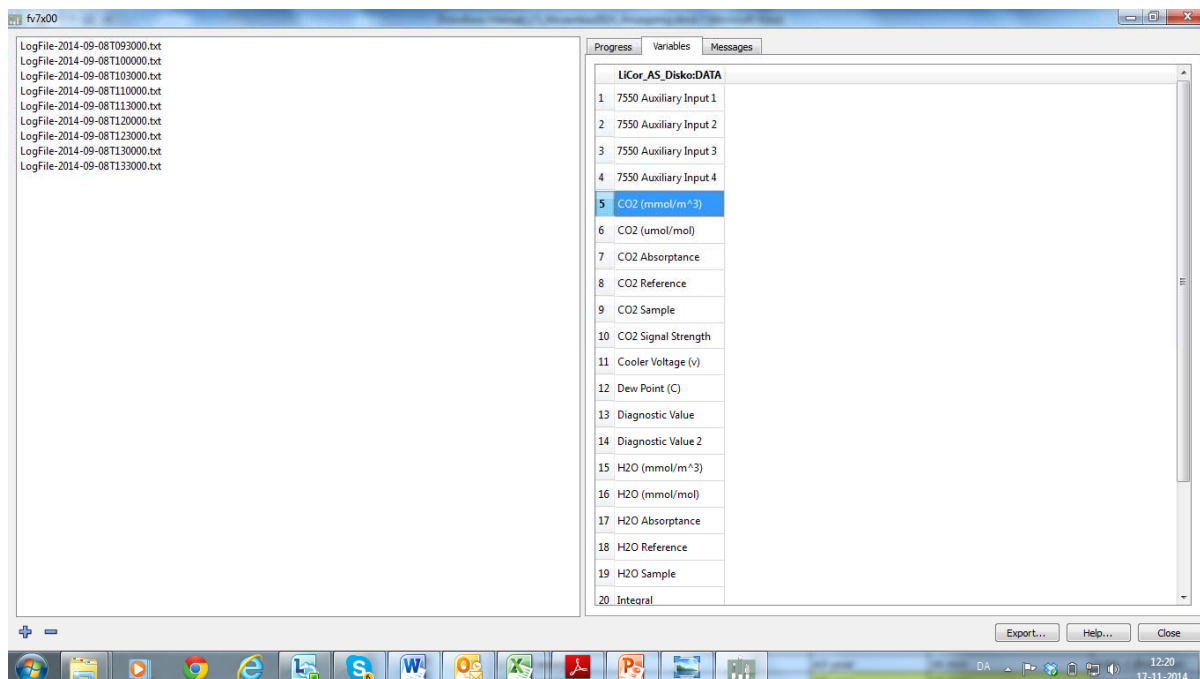 fv7x00
LogFile-2014-09-08T093000.txt
LogFile-2014-09-08T100000.txt
LogFile-2014-09-08T103000.txt
LogFile-2014-09-08T110000.txt
LogFile-2014-09-08T113000.txt
LogFile-2014-09-08T120000.txt
LogFile-2014-09-08T123000.txt
LogFile-2014-09-08T130000.txt
LogFile-2014-09-08T133000.txt
Progress Variables Messages
LiCor_AS_Disko:DATA
1 7550 Auxiliary Input 1
2 7550 Auxiliary Input 2
3 7550 Auxiliary Input 3
4 7550 Auxiliary Input 4
5 CO2 (mmol/m^3)
6 CO2 (umol/mol)
7 CO2 Absorptance
8 CO2 Reference
9 CO2 Sample
10 CO2 Signal Strength
11 Cooler Voltage (v)
12 Dew Point (C)
13 Diagnostic Value
14 Diagnostic Value 2
15 H2O (mmol/m^3)
16 H2O (mmol/mol)
17 H2O Absorptance
18 H2O Reference
19 H2O Sample
20 Integral
Export... Help... Close
DA 12:20
17-11-2014